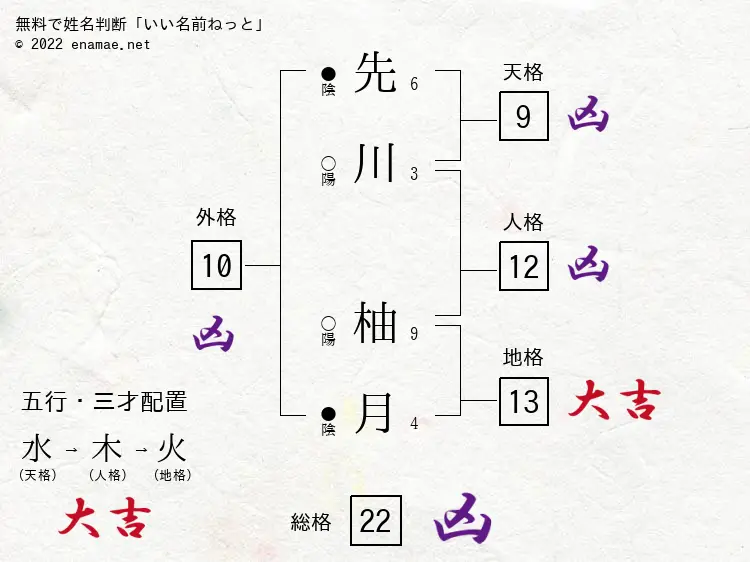 無料で姓名判断「いい名前ねっと」
© 2022 enamae.net
先 6
●陰
川 3
○陽
柚 9
○陽
月 4
●陰
天格
9 凶
人格
12 凶
地格
13 大吉
外格
10
凶
五行・三才配置
水→木→火
(天格) (人格) (地格)
大吉
総格 22 凶